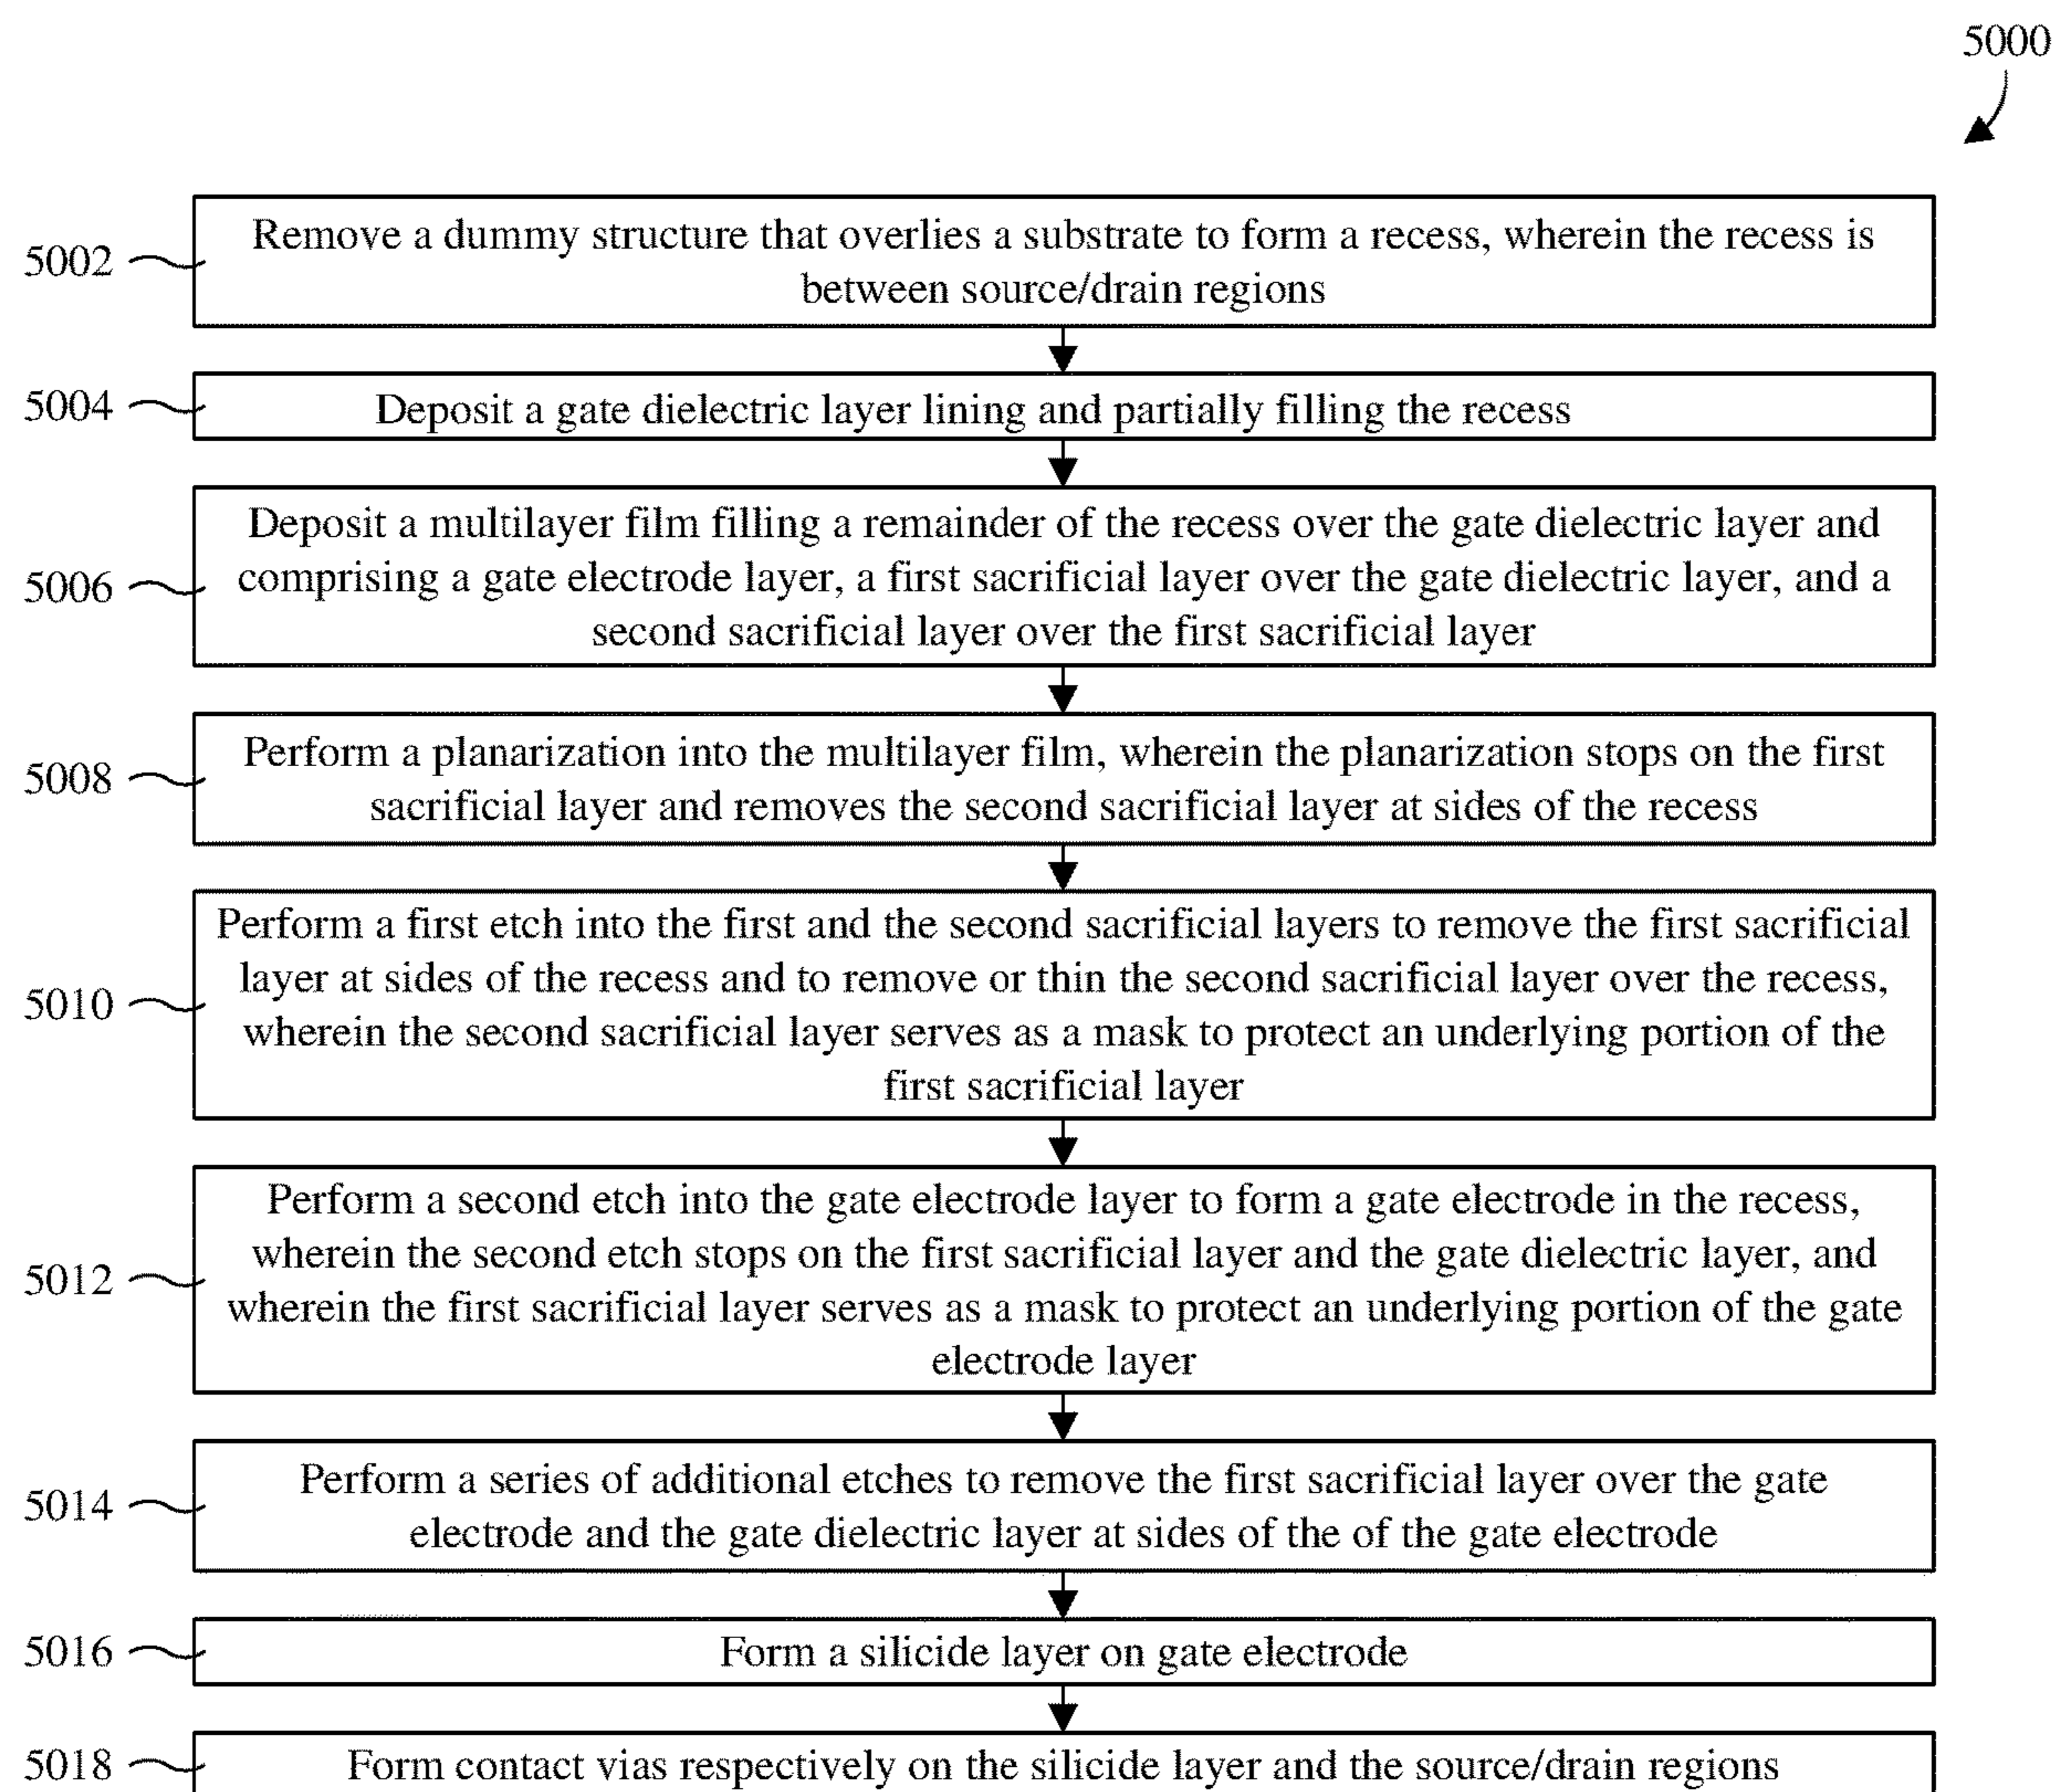 5000
5002
Remove a dummy structure that overlies a substrate to form a recess, wherein the recess is
between source/drain regions
5004
Deposit a gate dielectric layer lining and partially filling the recess
5006
Deposit a multilayer film filling a remainder of the recess over the gate dielectric layer and
comprising a gate electrode layer, a first sacrificial layer over the gate dielectric layer, and a
second sacrificial layer over the first sacrificial layer
5008
Perform a planarization into the multilayer film, wherein the planarization stops on the first
sacrificial layer and removes the second sacrificial layer at sides of the recess
5010
Perform a first etch into the first and the second sacrificial layers to remove the first sacrificial
layer at sides of the recess and to remove or thin the second sacrificial layer over the recess,
wherein the second sacrificial layer serves as a mask to protect an underlying portion of the
first sacrificial layer
5012
Perform a second etch into the gate electrode layer to form a gate electrode in the recess,
wherein the second etch stops on the first sacrificial layer and the gate dielectric layer, and
wherein the first sacrificial layer serves as a mask to protect an underlying portion of the gate
electrode layer
5014
Perform a series of additional etches to remove the first sacrificial layer over the gate
electrode and the gate dielectric layer at sides of the of the gate electrode
5016
Form a silicide layer on gate electrode
5018
Form contact vias respectively on the silicide layer and the source/drain regions